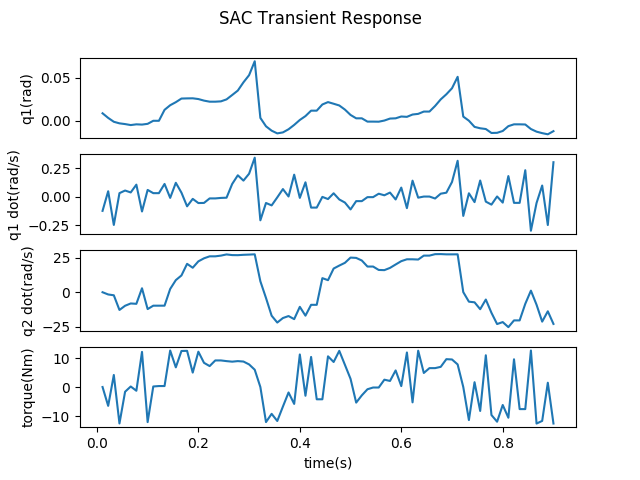 SAC Transient Response
q1(rad)
0.05
0.00
q1 dot(rad/s)
0.25
0.00
−0.25
q2 dot(rad/s)
25
0
−25
torque(Nm)
10
0
−10
0.0 0.2 0.4 0.6 0.8
time(s)